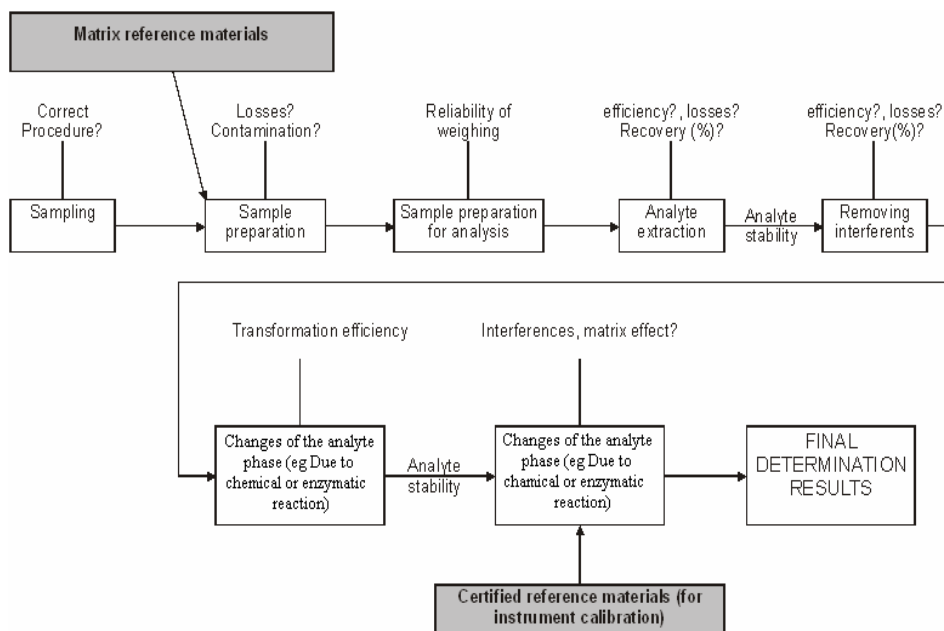 Matrix reference materials
Correct
Procedure?
Losses?
Contamination?
Reliability of
weighing
efficiency?, losses?
Recovery (%)?
efficiency?, losses?
Recovery(%)?
Sampling
Sample
preparation
Sample preparation
for analysis
Analyte
extraction
Analyte
stability
Removing
interferents
Transformation efficiency
Interferences, matrix effect?
Changes of the analyte
phase (eg Due to
chemical or enzymatic
reaction)
Analyte
stability
Changes of the analyte
phase (eg Due to
chamical or enzymatic
reaction)
FINAL
DETERMINATION
RESULTS
Certified reference materials (for
instrument calibration)